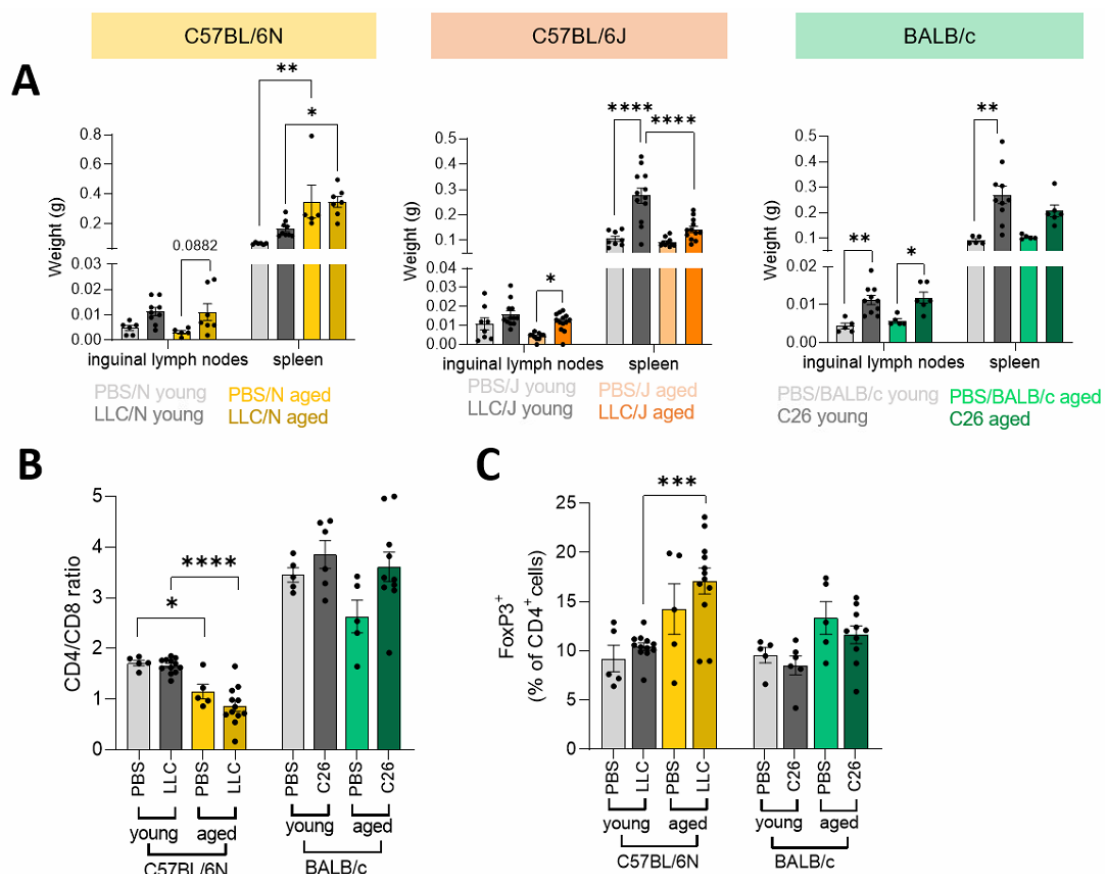 C57BL/6N
C57BL/6J
BALB/c
A
Weight (g)
0.8
0.6
0.4
0.2
0.03
0.02
0.01
0.00
**
*
0.0882
inguinal lymph nodes
spleen
PBS/N young
PBS/N aged
LLC/N young
LLC/N aged
Weight (g)
0.5
0.4
0.3
0.2
0.1
0.04
0.03
0.02
0.01
0.00
****
****
*
inguinal lymph nodes
spleen
PBS/J young
PBS/J aged
LLC/J young
LLC/J aged
Weight (g)
0.5
0.4
0.3
0.2
0.1
0.02
0.01
0.00
**
**
*
inguinal lymph nodes
spleen
PBS/BALB/c young
PBS/BALB/c aged
C26 young
C26 aged
B
CD4/CD8 ratio
5
4
3
2
1
0
****
*
PBS
LLC
PBS
LLC
PBS
C26
PBS
C26
young
aged
young
aged
C57BL/6N
BALB/c
C
FoxP3+
(% of CD4+ cells)
25
20
15
10
5
0
***
PBS
LLC
PBS
LLC
PBS
C26
PBS
C26
young
aged
young
aged
C57BL/6N
BALB/c